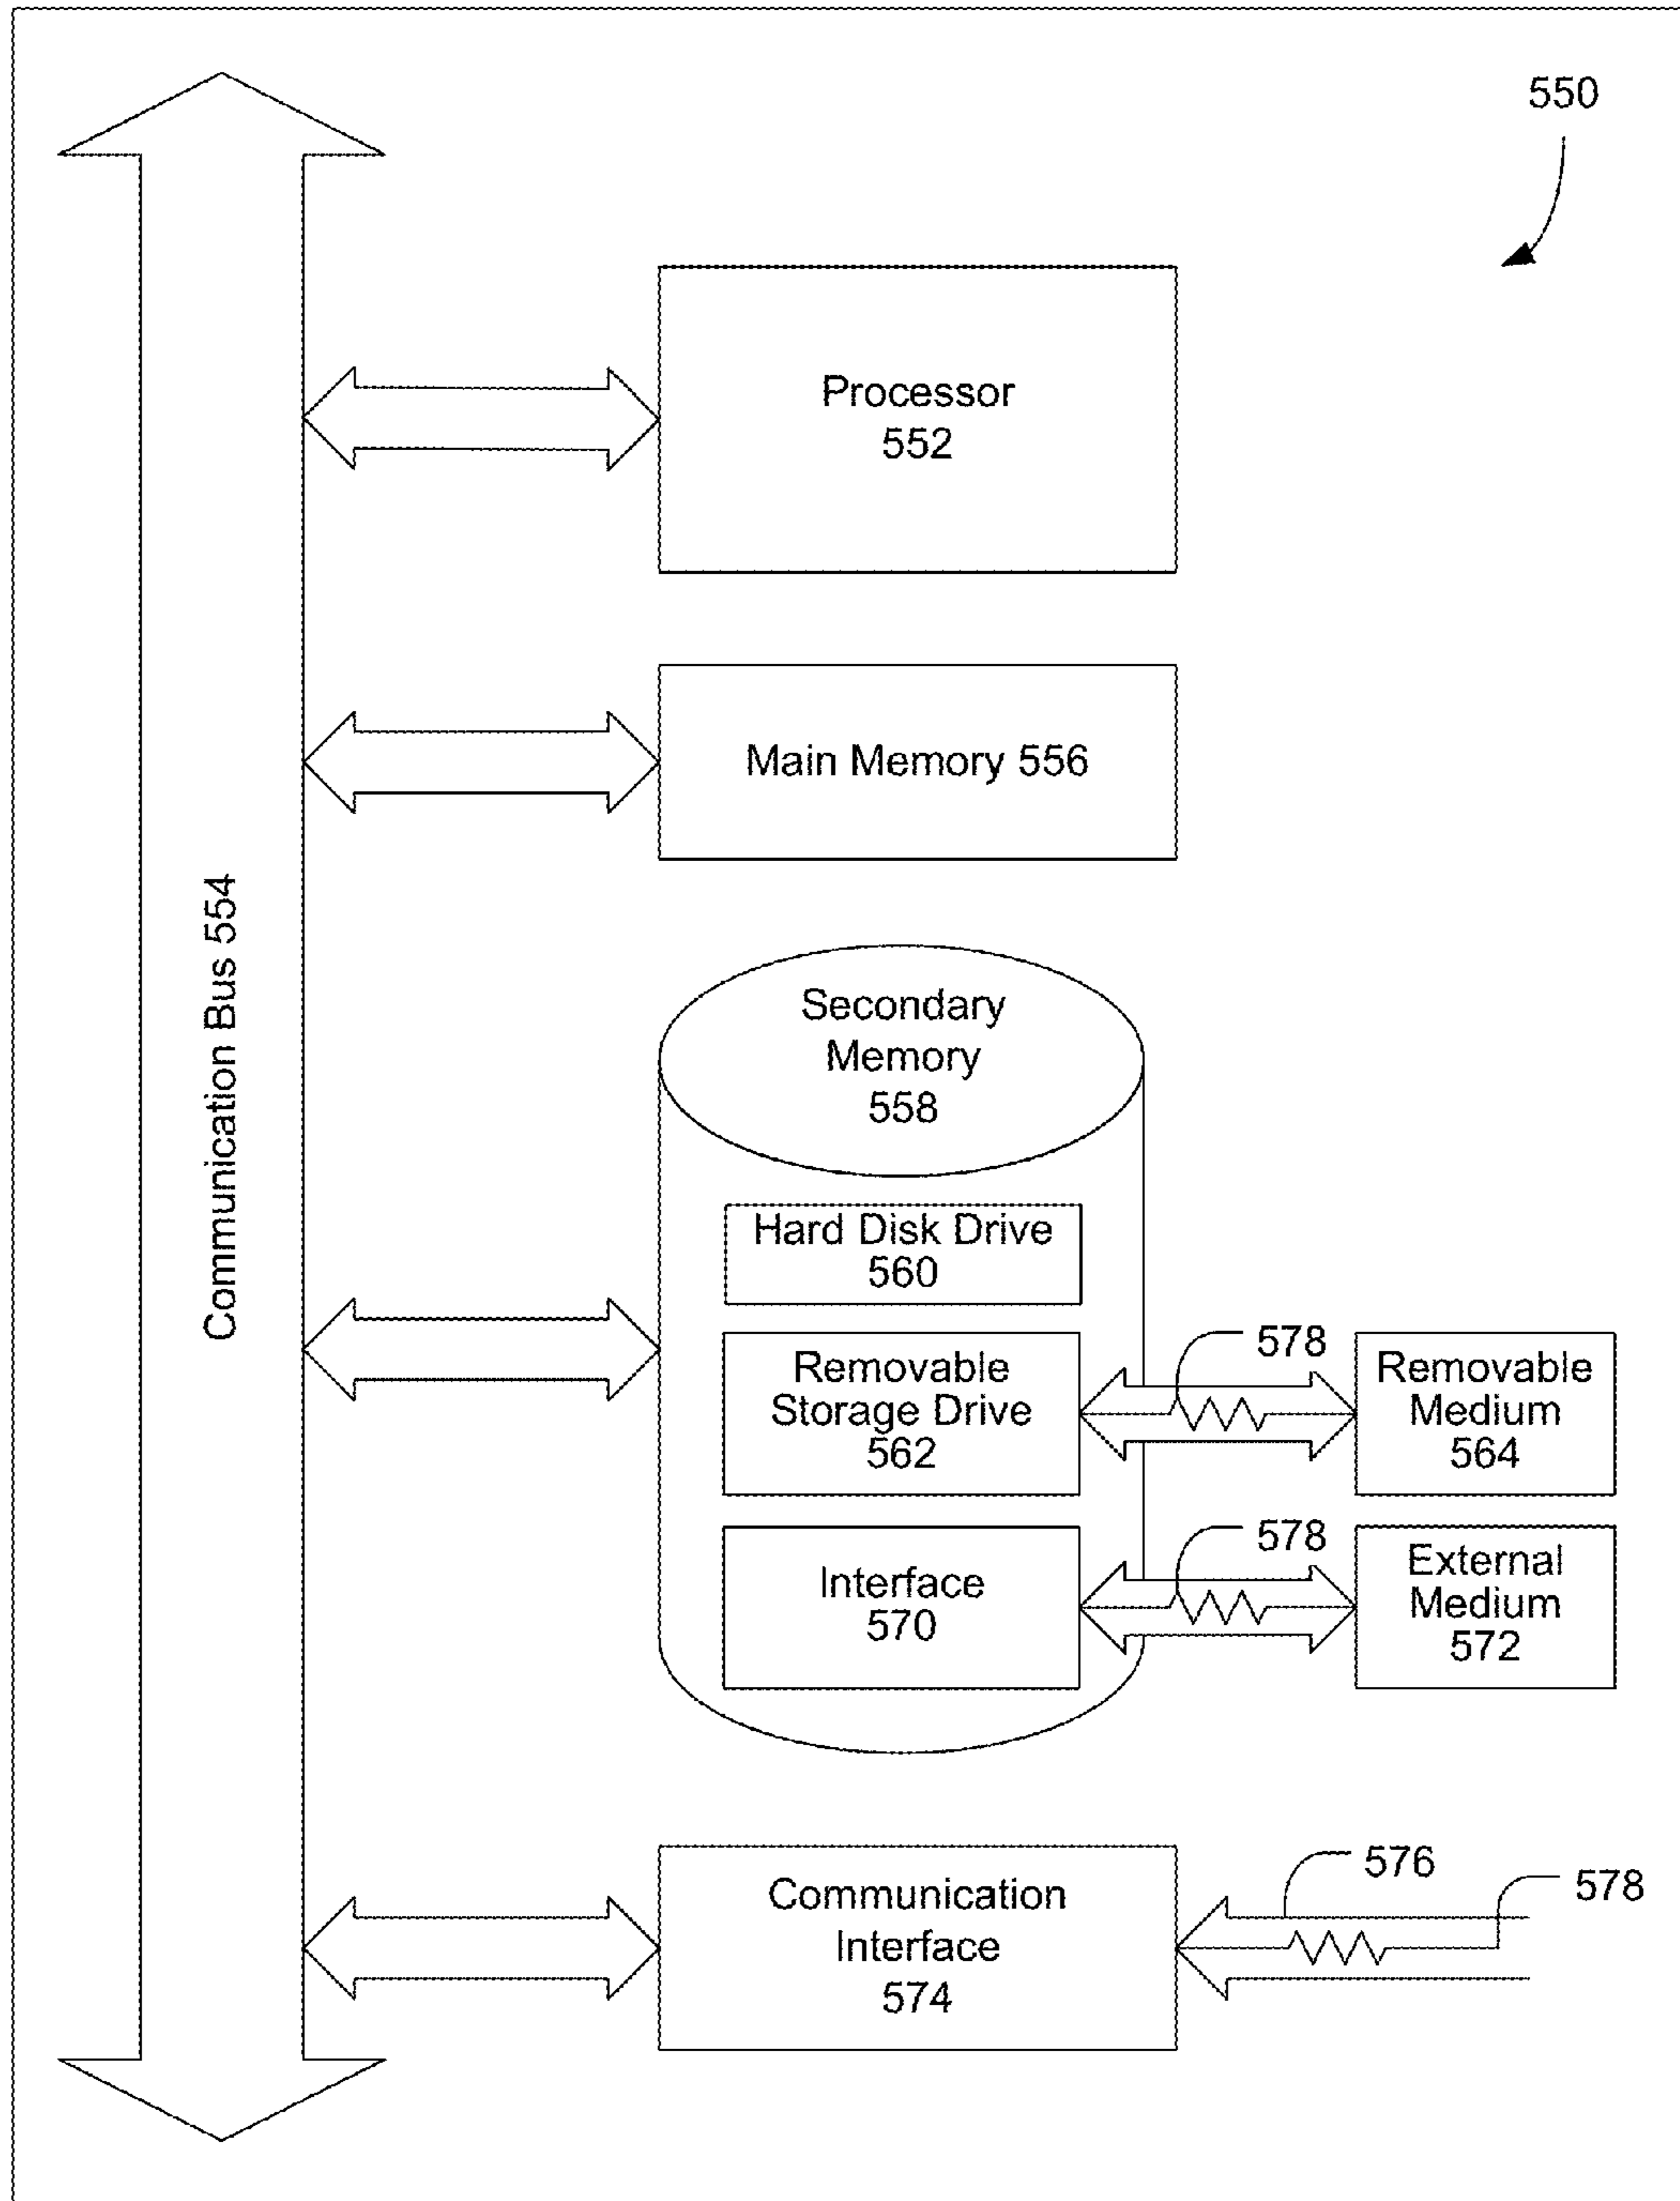 550
Processor
552
Main Memory 556
Communication Bus 554
Secondary
Memory
558
Hard Disk Drive
560
Removable
Storage Drive
562
578
Removable
Medium
564
Interface
570
578
External
Medium
572
Communication
Interface
574
576
578